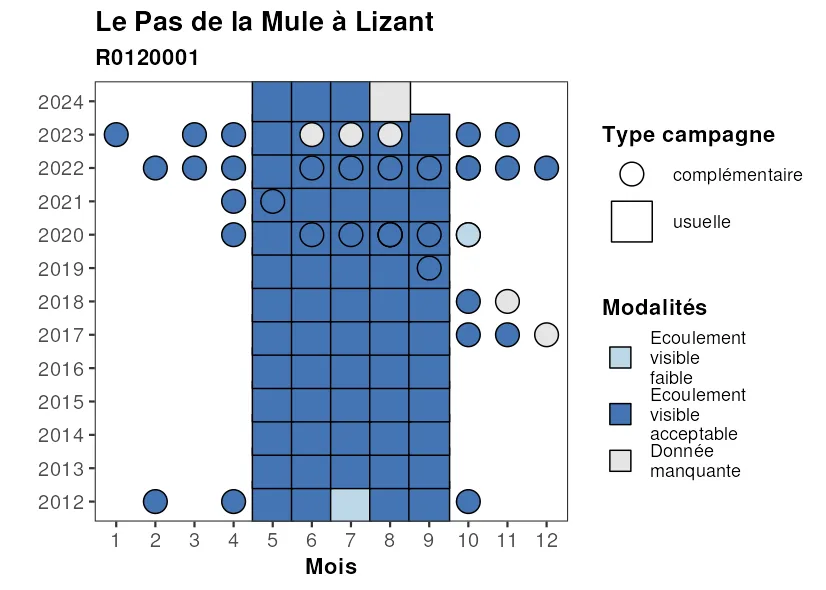 Le Pas de la Mule à Lizant
R0120001
2024
2023
2022
2021
2020
2019
2018
2017
2016
2015
2014
2013
2012
1 2 3 4 5 6 7 8 9 10 11 12
Mois
Type campagne
complémentaire
usuelle
Modalités
Ecoulement
visible
faible
Ecoulement
visible
acceptable
Donnée
manquante